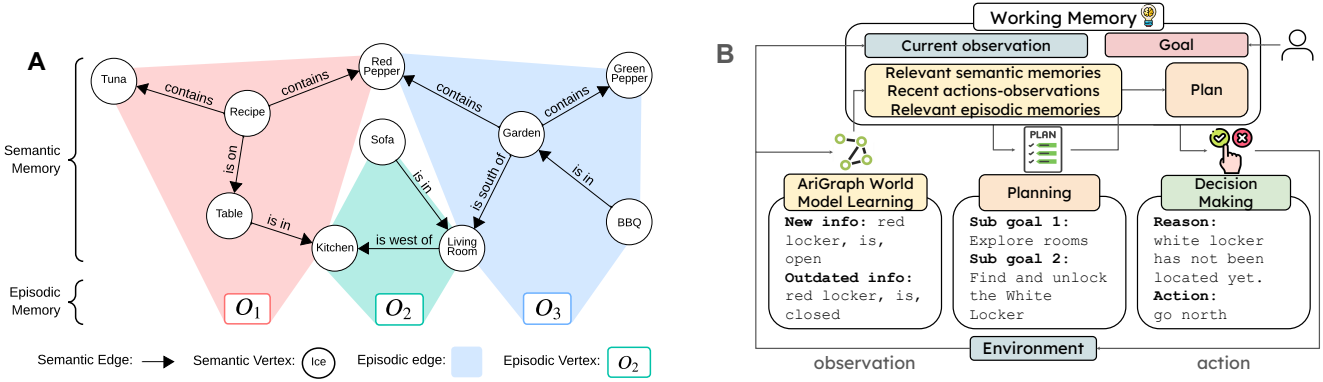 A
Semantic
Memory
Episodic
Memory
Tuna
contains
Recipe
contains
Red
Pepper
is on
Table
is in
Kitchen
Sofa
is in
is west of
Living
Room
is south of
Garden
contains
contains
Green
Pepper
is in
BBQ
O1
O2
O3
Semantic Edge:
Semantic Vertex:
Ice
Episodic edge:
Episodic Vertex:
O2
B
Working Memory
Current observation
Goal
Relevant semantic memories
Recent actions-observations
Relevant episodic memories
Plan
PLAN
AriGraph World
Model Learning
New info: red
locker, is,
open
Outdated info:
red locker, is,
closed
Planning
Sub goal 1:
Explore rooms
Sub goal 2:
Find and unlock
the White
Locker
Decision
Making
Reason:
white locker
has not been
located yet.
Action:
go north
Environment
observation
action